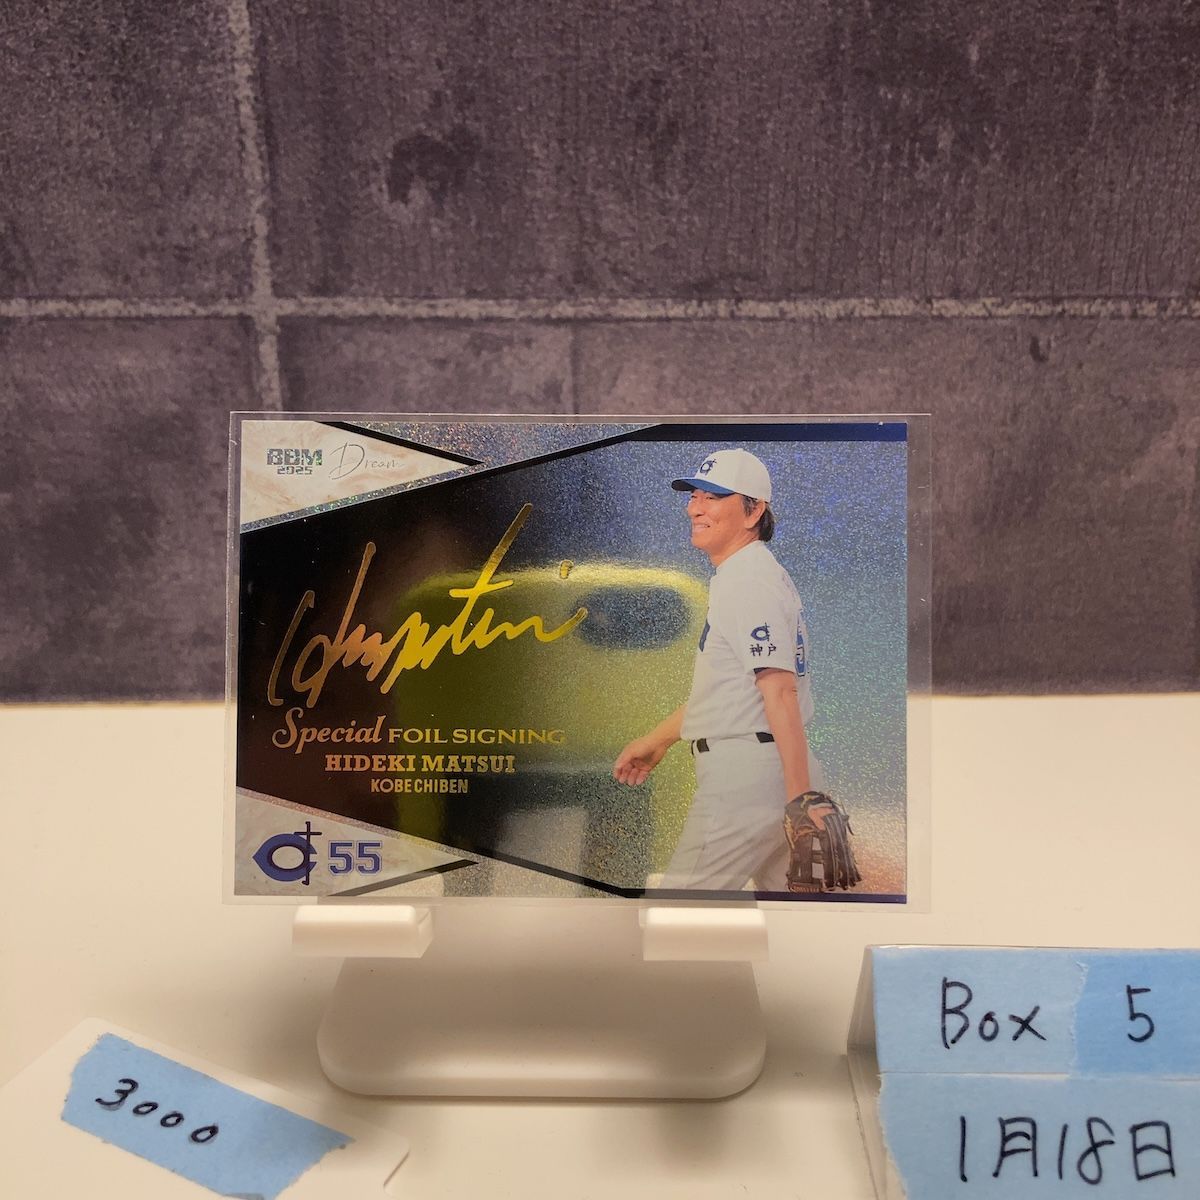 BBM
2025
Dream
Special FOIL SIGNING
HIDEKI MATSUI
KOBE CHIBEN
神戸
55
3000
Box 5
1月18日